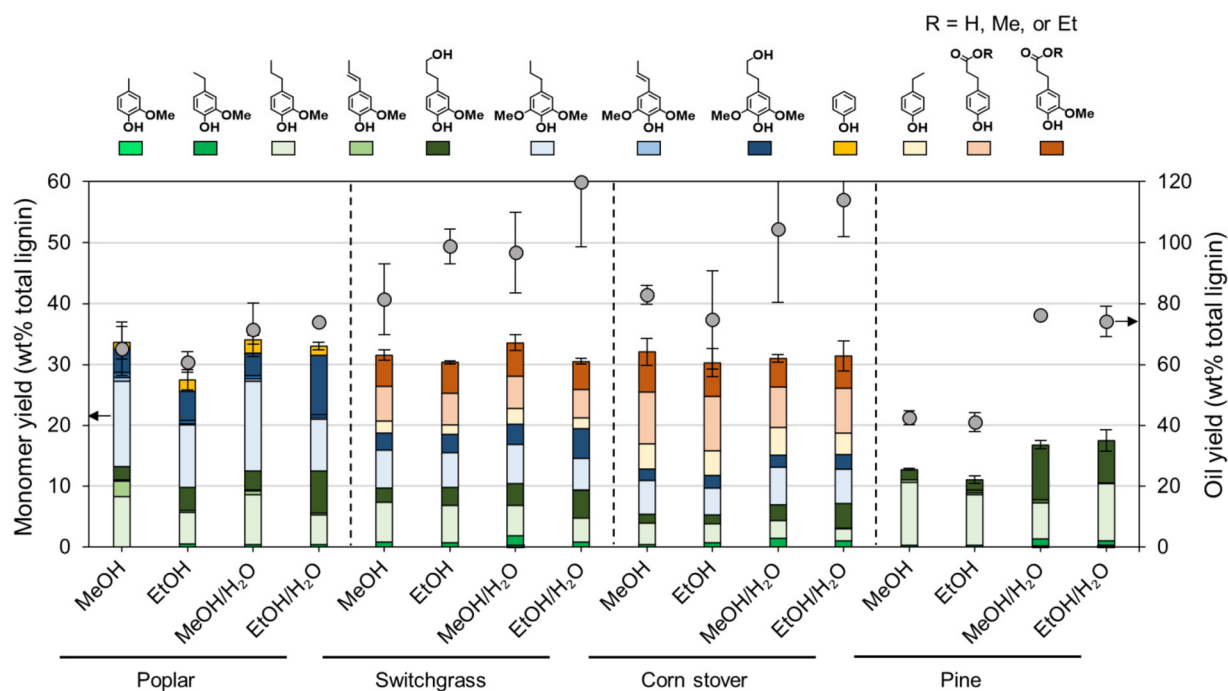 R = H, Me, or Et
OH
OH
O
OR
O
OR
OMe
OH
OMe
OH
OMe
OH
OMe
OH
OMe
OH
MeO
OMe
OH
MeO
OMe
OH
MeO
OMe
OH
OH
OH
OH
OMe
OH
Monomer yield (wt% total lignin)
60
50
40
30
20
10
0
Oil yield (wt% total lignin)
120
100
80
60
40
20
0
MeOH
EtOH
MeOH/H₂O
EtOH/H₂O
MeOH
EtOH
MeOH/H₂O
EtOH/H₂O
MeOH
EtOH
MeOH/H₂O
EtOH/H₂O
MeOH
EtOH
MeOH/H₂O
EtOH/H₂O
Poplar
Switchgrass
Corn stover
Pine